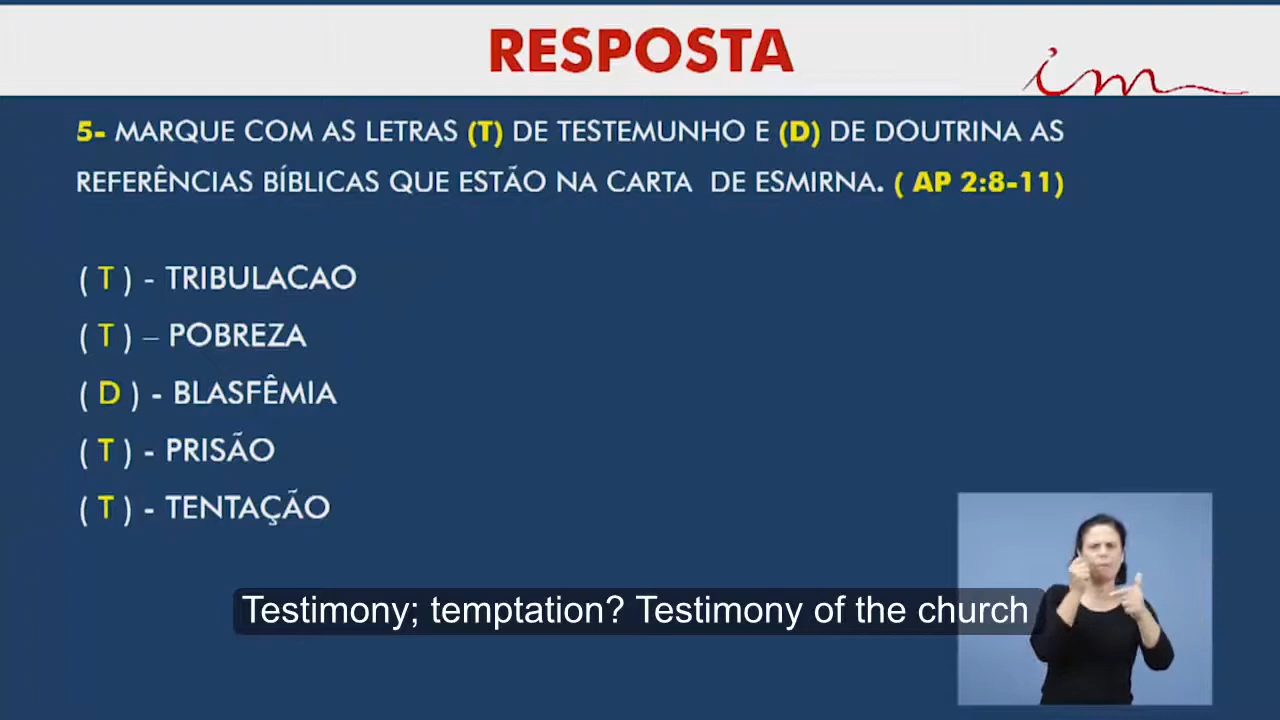 RESPOSTA
im
5- MARQUE COM AS LETRAS (T) DE TESTEMUNHO E (D) DE DOUTRINA AS
REFERÊNCIAS BÍBLICAS QUE ESTÃO NA CARTA DE ESMIRNA. ( AP 2:8-11)
( T ) - TRIBULACAO
( T ) – POBREZA
( D ) - BLASFÊMIA
( T ) - PRISÃO
( T ) - TENTAÇÃO
Testimony; temptation? Testimony of the church